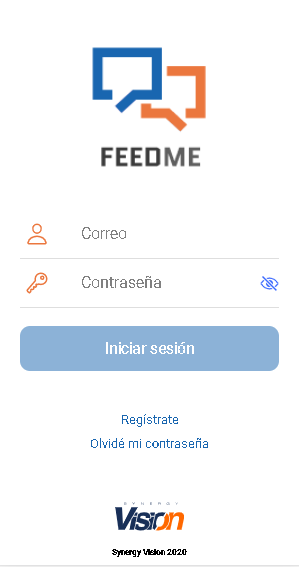 FEEDME
Correo
Contraseña
Iniciar sesión
Regístrate
Olvidé mi contraseña
SYNERGY
Vision
Synergy Vision 2020